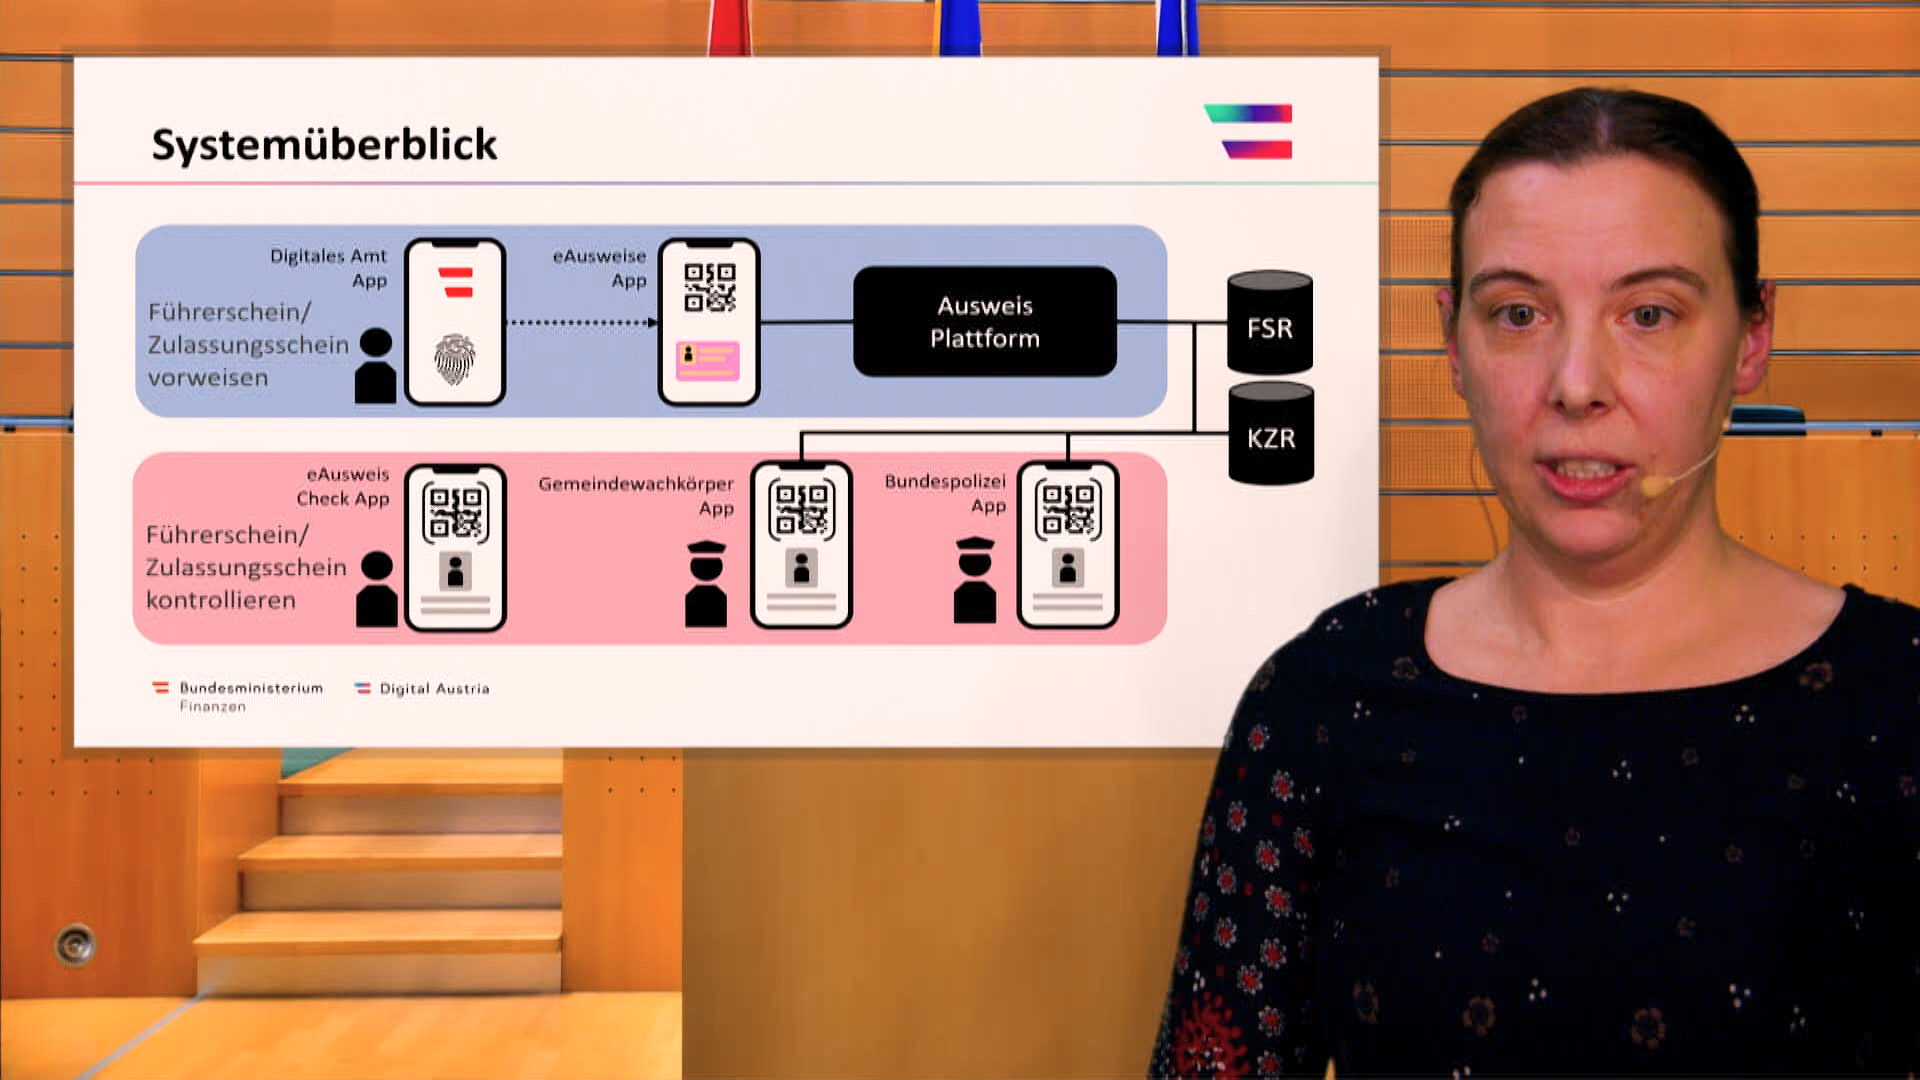 Systemüberblick
Digitales Amt
App
eAusweise
App
Führerschein/
Zulassungsschein
vorweisen
Ausweis
Plattform
FSR
KZR
eAusweis
Check App
Gemeindewachkörper
App
Bundespolizei
App
Führerschein/
Zulassungsschein
kontrollieren
Bundesministerium
Finanzen
Digital Austria